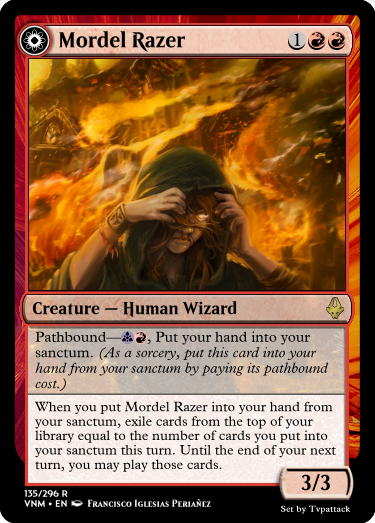 Mordel Razer 1
Creature — Human Wizard
Pathbound—, Put your hand into your
sanctum. (As a sorcery, put this card into your
hand from your sanctum by paying its pathbound
cost.)
When you put Mordel Razer into your hand from
your sanctum, exile cards from the top of your
library equal to the number of cards you put into
your sanctum this turn. Until the end of your next
turn, you may play those cards.
3/3
135/296 R
VNM • EN Francisco Iglesias Periañez
Set by Tvpattack